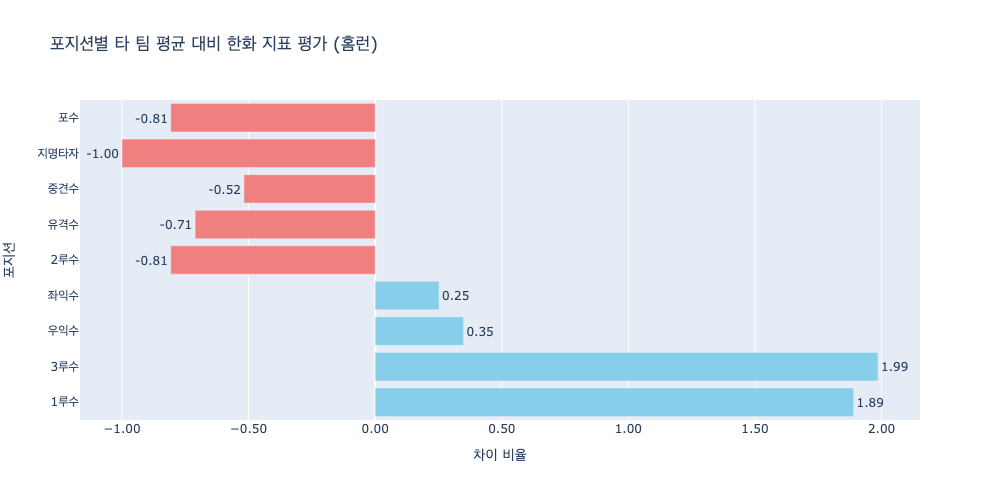 포지션별 타 팀 평균 대비 한화 지표 평가 (홈런)
포지션
포수 -0.81
지명타자 -1.00
중견수 -0.52
유격수 -0.71
2루수 -0.81
좌익수 0.25
우익수 0.35
3루수 1.99
1루수 1.89
−1.00 −0.50 0.00 0.50 1.00 1.50 2.00
차이 비율